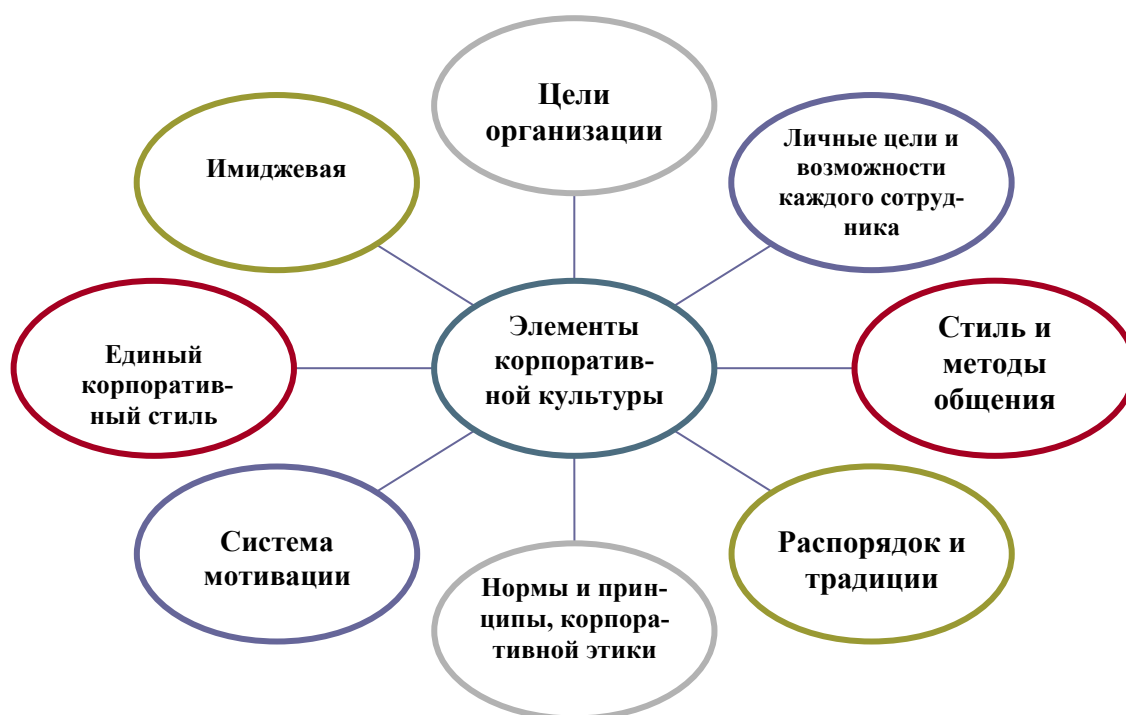 Цели
организации
Личные цели и
возможности
каждого сотруд-
ника
Имиджевая
Элементы
корпоратив-
ной культуры
Стиль и
методы
общения
Единый
корпоратив-
ный стиль
Система
мотивации
Распорядок и
традиции
Нормы и прин-
ципы, корпора-
тивной этики